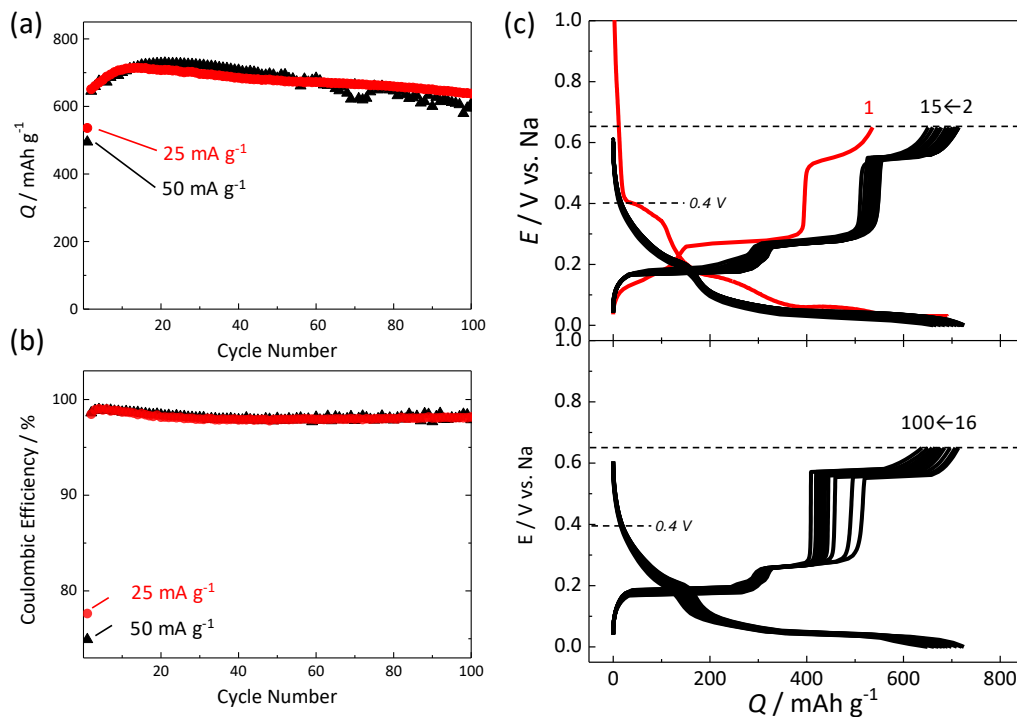 (a)
800
600
400
200
0
Q / mAh g⁻¹
25 mA g⁻¹
50 mA g⁻¹
20 40 60 80 100
Cycle Number
(b)
100
90
80
Coulombic Efficiency / %
25 mA g⁻¹
50 mA g⁻¹
20 40 60 80 100
Cycle Number
(c)
1.0
0.8
0.6
0.4
0.2
0.0
E / V vs. Na
1 15←2
0.4 V
1.0
0.8
0.6
0.4
0.2
0.0
E / V vs. Na
100←16
0.4 V
0 200 400 600 800
Q / mAh g⁻¹